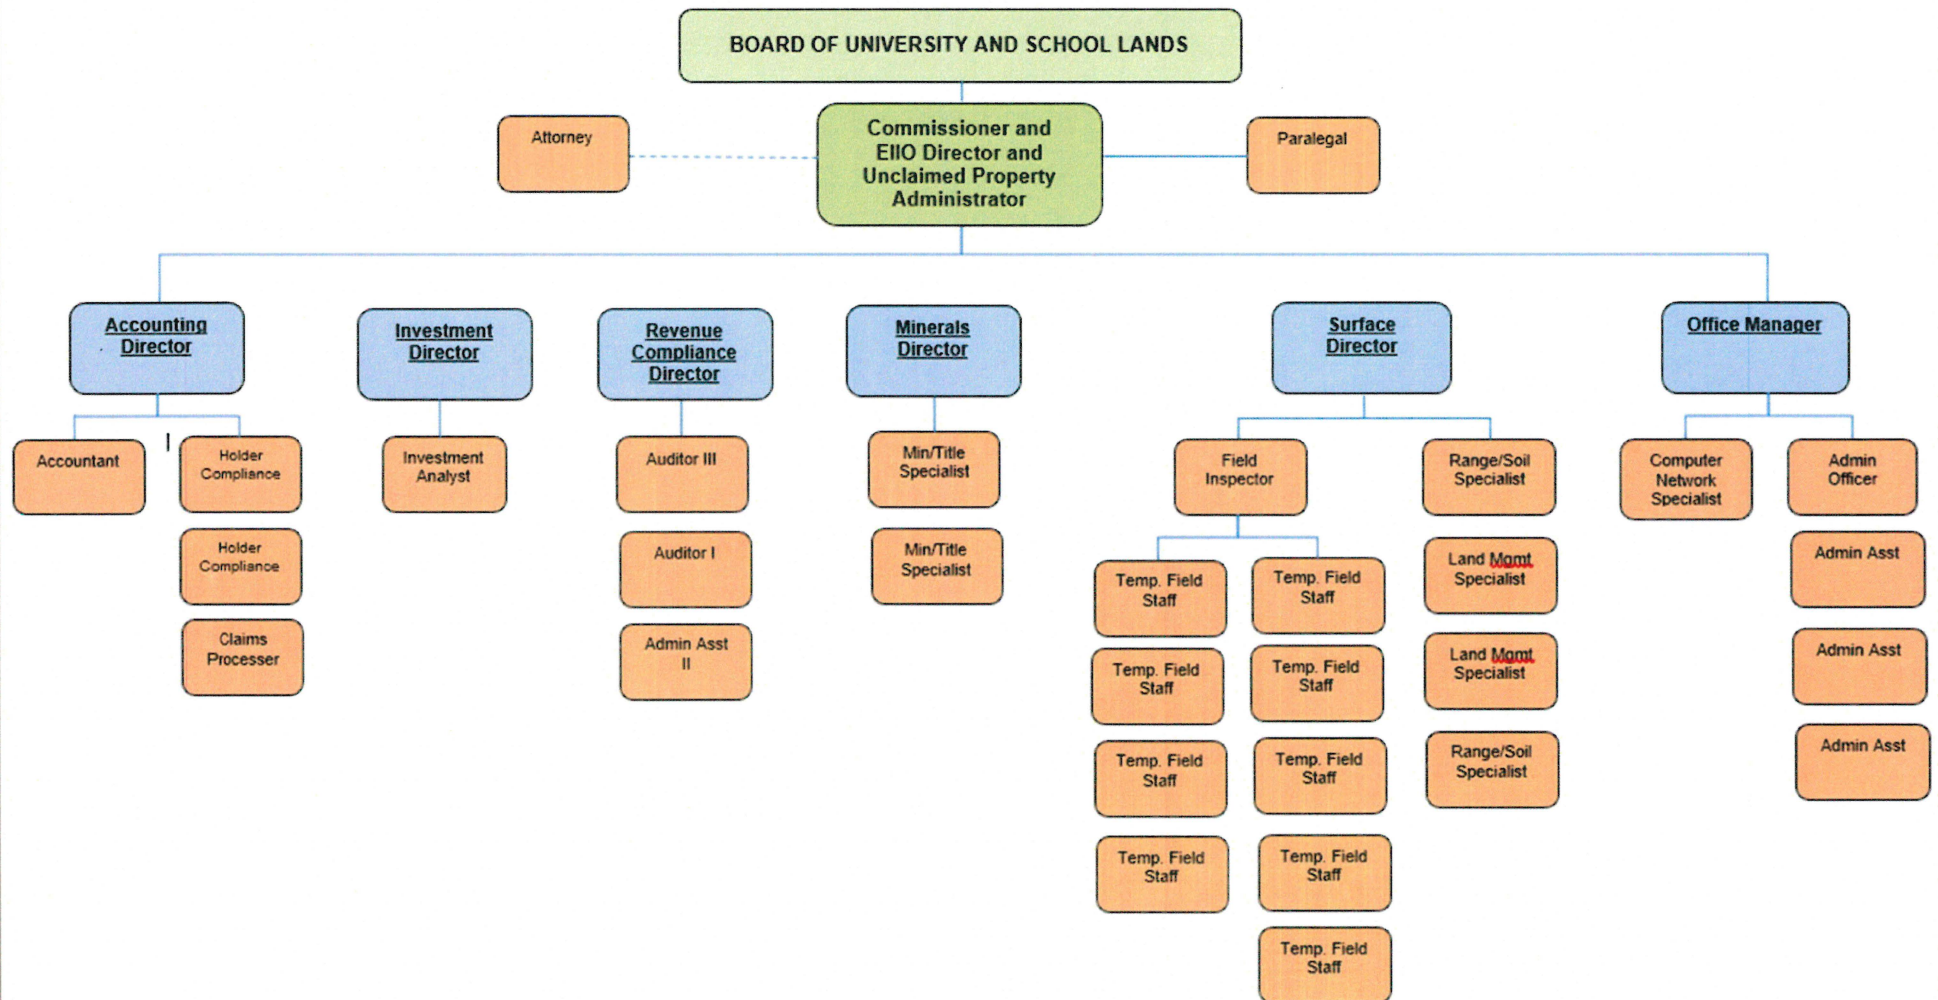 BOARD OF UNIVERSITY AND SCHOOL LANDS
Attorney
Commissioner and
EIIO Director and
Unclaimed Property
Administrator
Paralegal
Accounting
Director
Investment
Director
Revenue
Compliance
Director
Minerals
Director
Surface
Director
Office Manager
Accountant
Holder
Compliance
Holder
Compliance
Claims
Processer
Investment
Analyst
Auditor III
Auditor I
Admin Asst
II
Min/Title
Specialist
Min/Title
Specialist
Field
Inspector
Temp. Field
Staff
Temp. Field
Staff
Temp. Field
Staff
Temp. Field
Staff
Temp. Field
Staff
Temp. Field
Staff
Temp. Field
Staff
Temp. Field
Staff
Temp. Field
Staff
Range/Soil
Specialist
Land Mgmt
Specialist
Land Mgmt
Specialist
Range/Soil
Specialist
Computer
Network
Specialist
Admin
Officer
Admin Asst
Admin Asst
Admin Asst